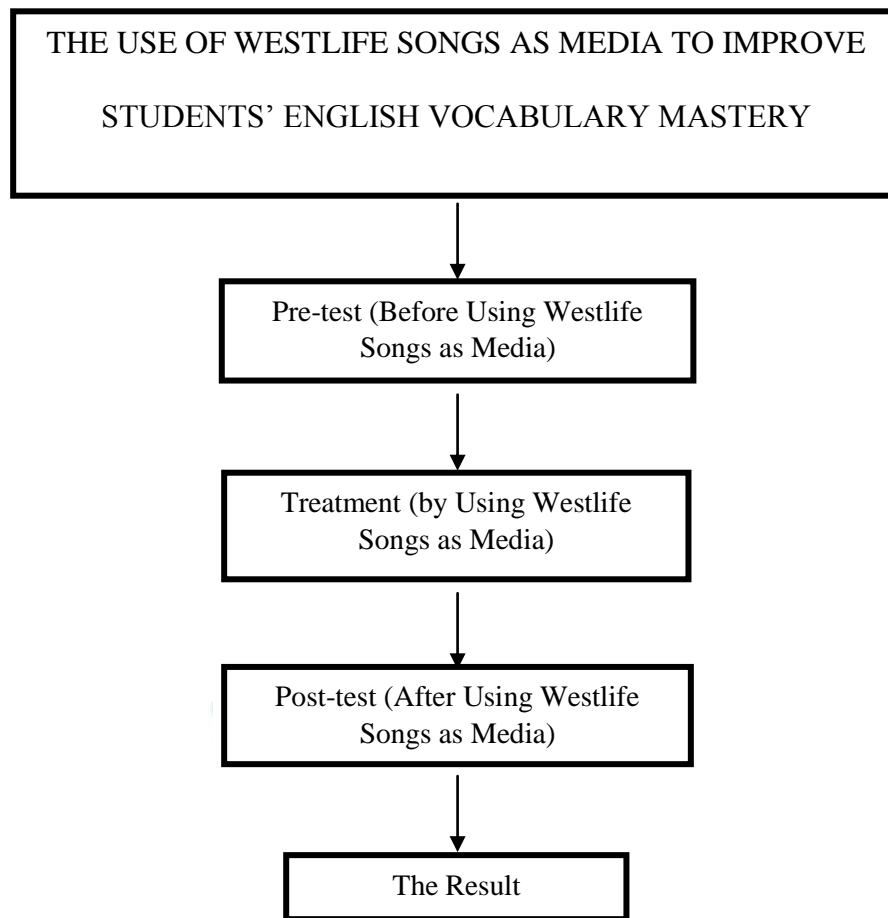 THE USE OF WESTLIFE SONGS AS MEDIA TO IMPROVE
STUDENTS’ ENGLISH VOCABULARY MASTERY
Pre-test (Before Using Westlife
Songs as Media)
Treatment (by Using Westlife
Songs as Media)
Post-test (After Using Westlife
Songs as Media)
The Result